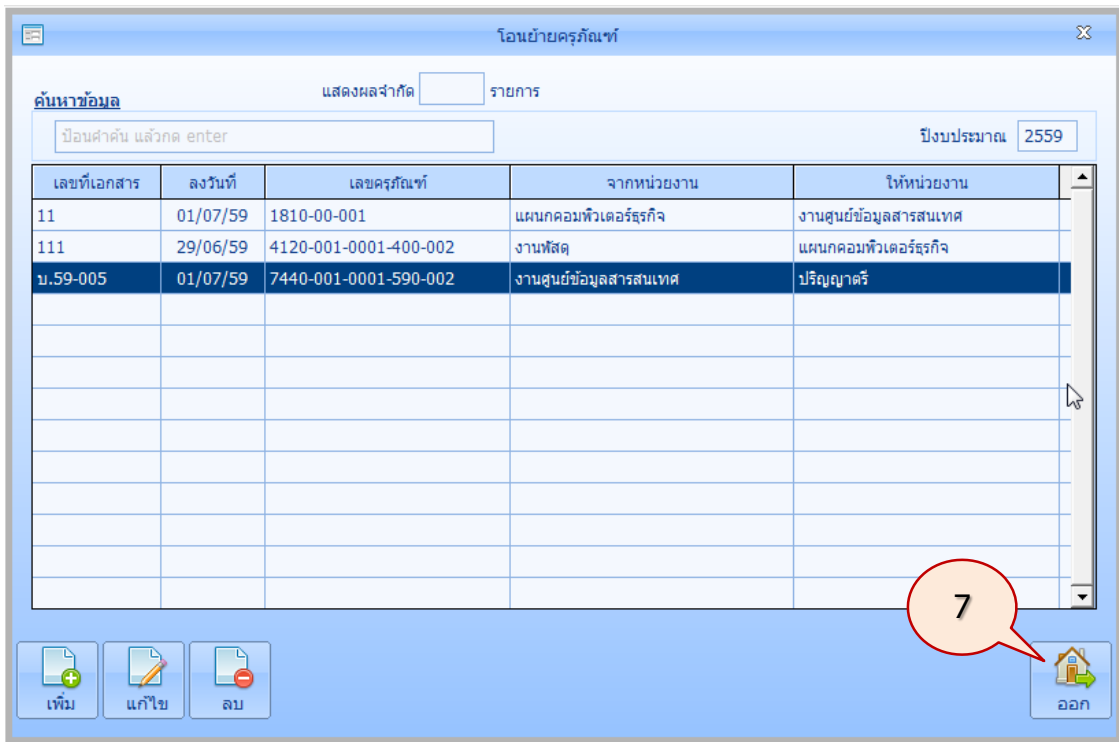 โอนย้ายครุภัณฑ์
แสดงผลจำกัด รายการ
ค้นหาข้อมูล
ป้อนคำค้น แล้วกด enter ปีงบประมาณ 2559
เลขที่เอกสาร ลงวันที่ เลขครุภัณฑ์ จากหน่วยงาน ให้หน่วยงาน
11 01/07/59 1810-00-001 แผนกคอมพิวเตอร์ธุรกิจ งานศูนย์ข้อมูลสารสนเทศ
111 29/06/59 4120-001-0001-400-002 งานพัสดุ แผนกคอมพิวเตอร์ธุรกิจ
บ.59-005 01/07/59 7440-001-0001-590-002 งานศูนย์ข้อมูลสารสนเทศ ปริญญาตรี
7
เพิ่ม แก้ไข ลบ ออก